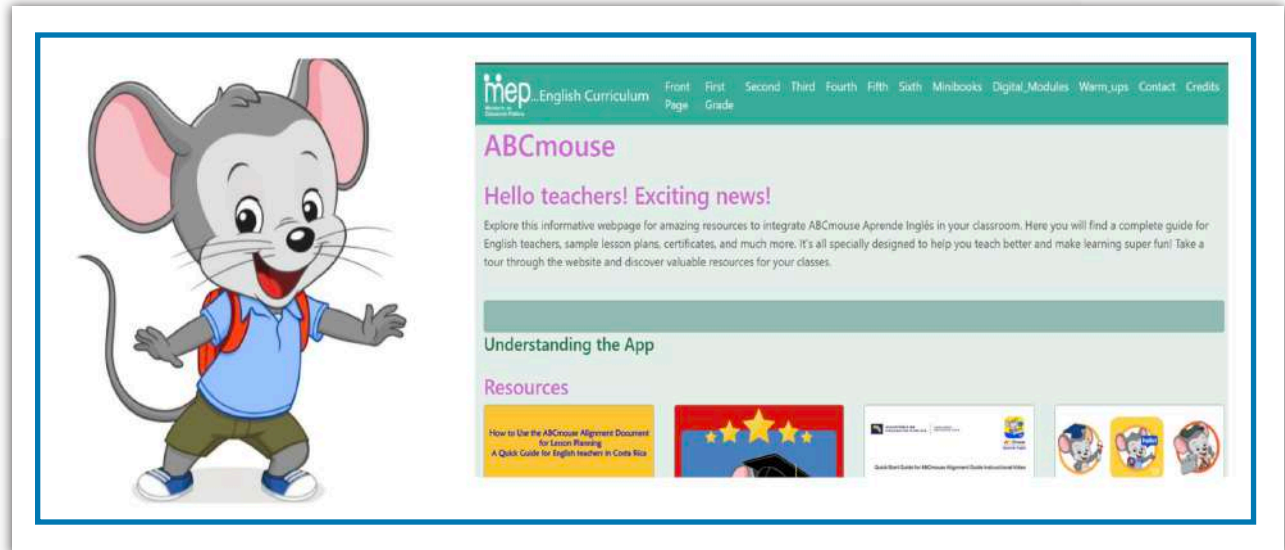 mep
Ministerio de
Educación Pública
...English Curriculum
Front Page
First Grade
Second
Third
Fourth
Fifth
Sixth
Minibooks
Digital_Modules
Warm_ups
Contact
Credits
ABCmouse
Hello teachers! Exciting news!
Explore this informative webpage for amazing resources to integrate ABCmouse Aprende Inglés in your classroom. Here you will find a complete guide for
English teachers, sample lesson plans, certificates, and much more. It's all specially designed to help you teach better and make learning super fun! Take a
tour through the website and discover valuable resources for your classes.
Understanding the App
Resources
How to Use the ABCmouse Alignment Document
for Lesson Planning
A Quick Guide for English teachers in Costa Rica
Quick Start Guide for ABCmouse Alignment Guide Instructional Video